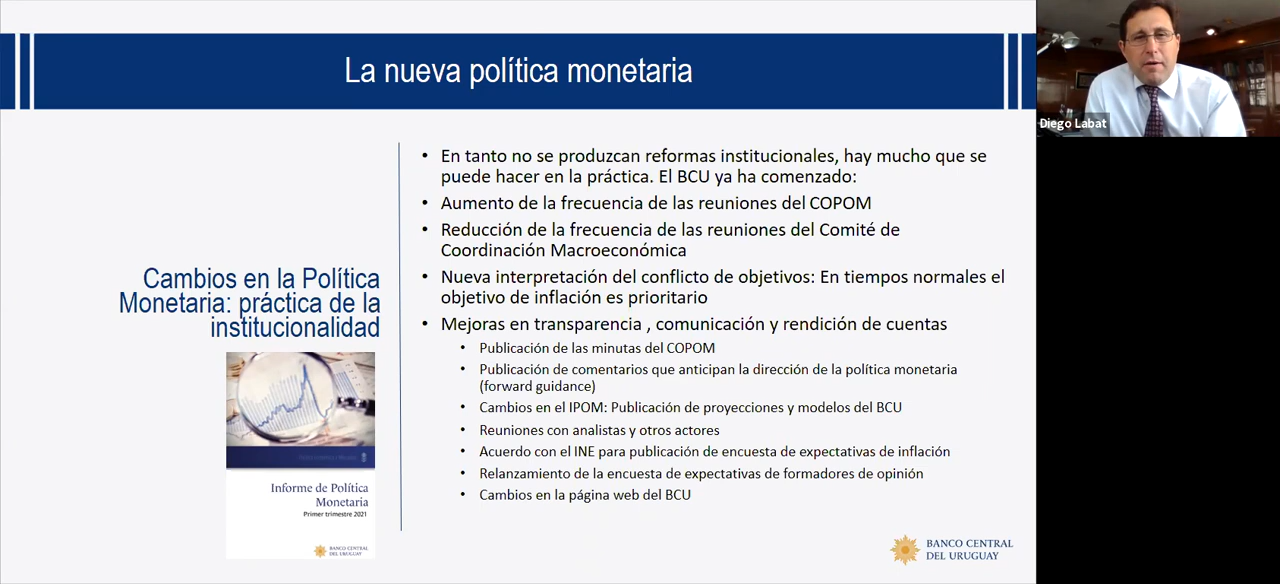 La nueva política monetaria
Diego Labat
Cambios en la Política
Monetaria: práctica de la
institucionalidad
Informe de Política
Monetaria
Primer trimestre 2021
BANCO CENTRAL
DEL URUGUAY
• En tanto no se produzcan reformas institucionales, hay mucho que se
puede hacer en la práctica. El BCU ya ha comenzado:
• Aumento de la frecuencia de las reuniones del COPOM
• Reducción de la frecuencia de las reuniones del Comité de
Coordinación Macroeconómica
• Nueva interpretación del conflicto de objetivos: En tiempos normales el
objetivo de inflación es prioritario
• Mejoras en transparencia , comunicación y rendición de cuentas
• Publicación de las minutas del COPOM
• Publicación de comentarios que anticipan la dirección de la política monetaria
(forward guidance)
• Cambios en el IPOM: Publicación de proyecciones y modelos del BCU
• Reuniones con analistas y otros actores
• Acuerdo con el INE para publicación de encuesta de expectativas de inflación
• Relanzamiento de la encuesta de expectativas de formadores de opinión
• Cambios en la página web del BCU
BANCO CENTRAL
DEL URUGUAY